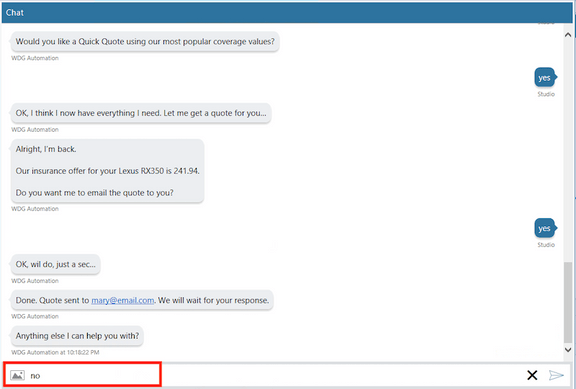 Chat
Would you like a Quick Quote using our most popular coverage values?
WDG Automation
yes
Studio
OK, I think I now have everything I need. Let me get a quote for you...
WDG Automation
Alright, I'm back.
Our insurance offer for your Lexus RX350 is 241.94.
Do you want me to email the quote to you?
WDG Automation
yes
Studio
OK, wil do, just a sec...
WDG Automation
Done. Quote sent to mary@email.com. We will wait for your response.
WDG Automation
Anything else I can help you with?
WDG Automation at 10:18:22 PM
no